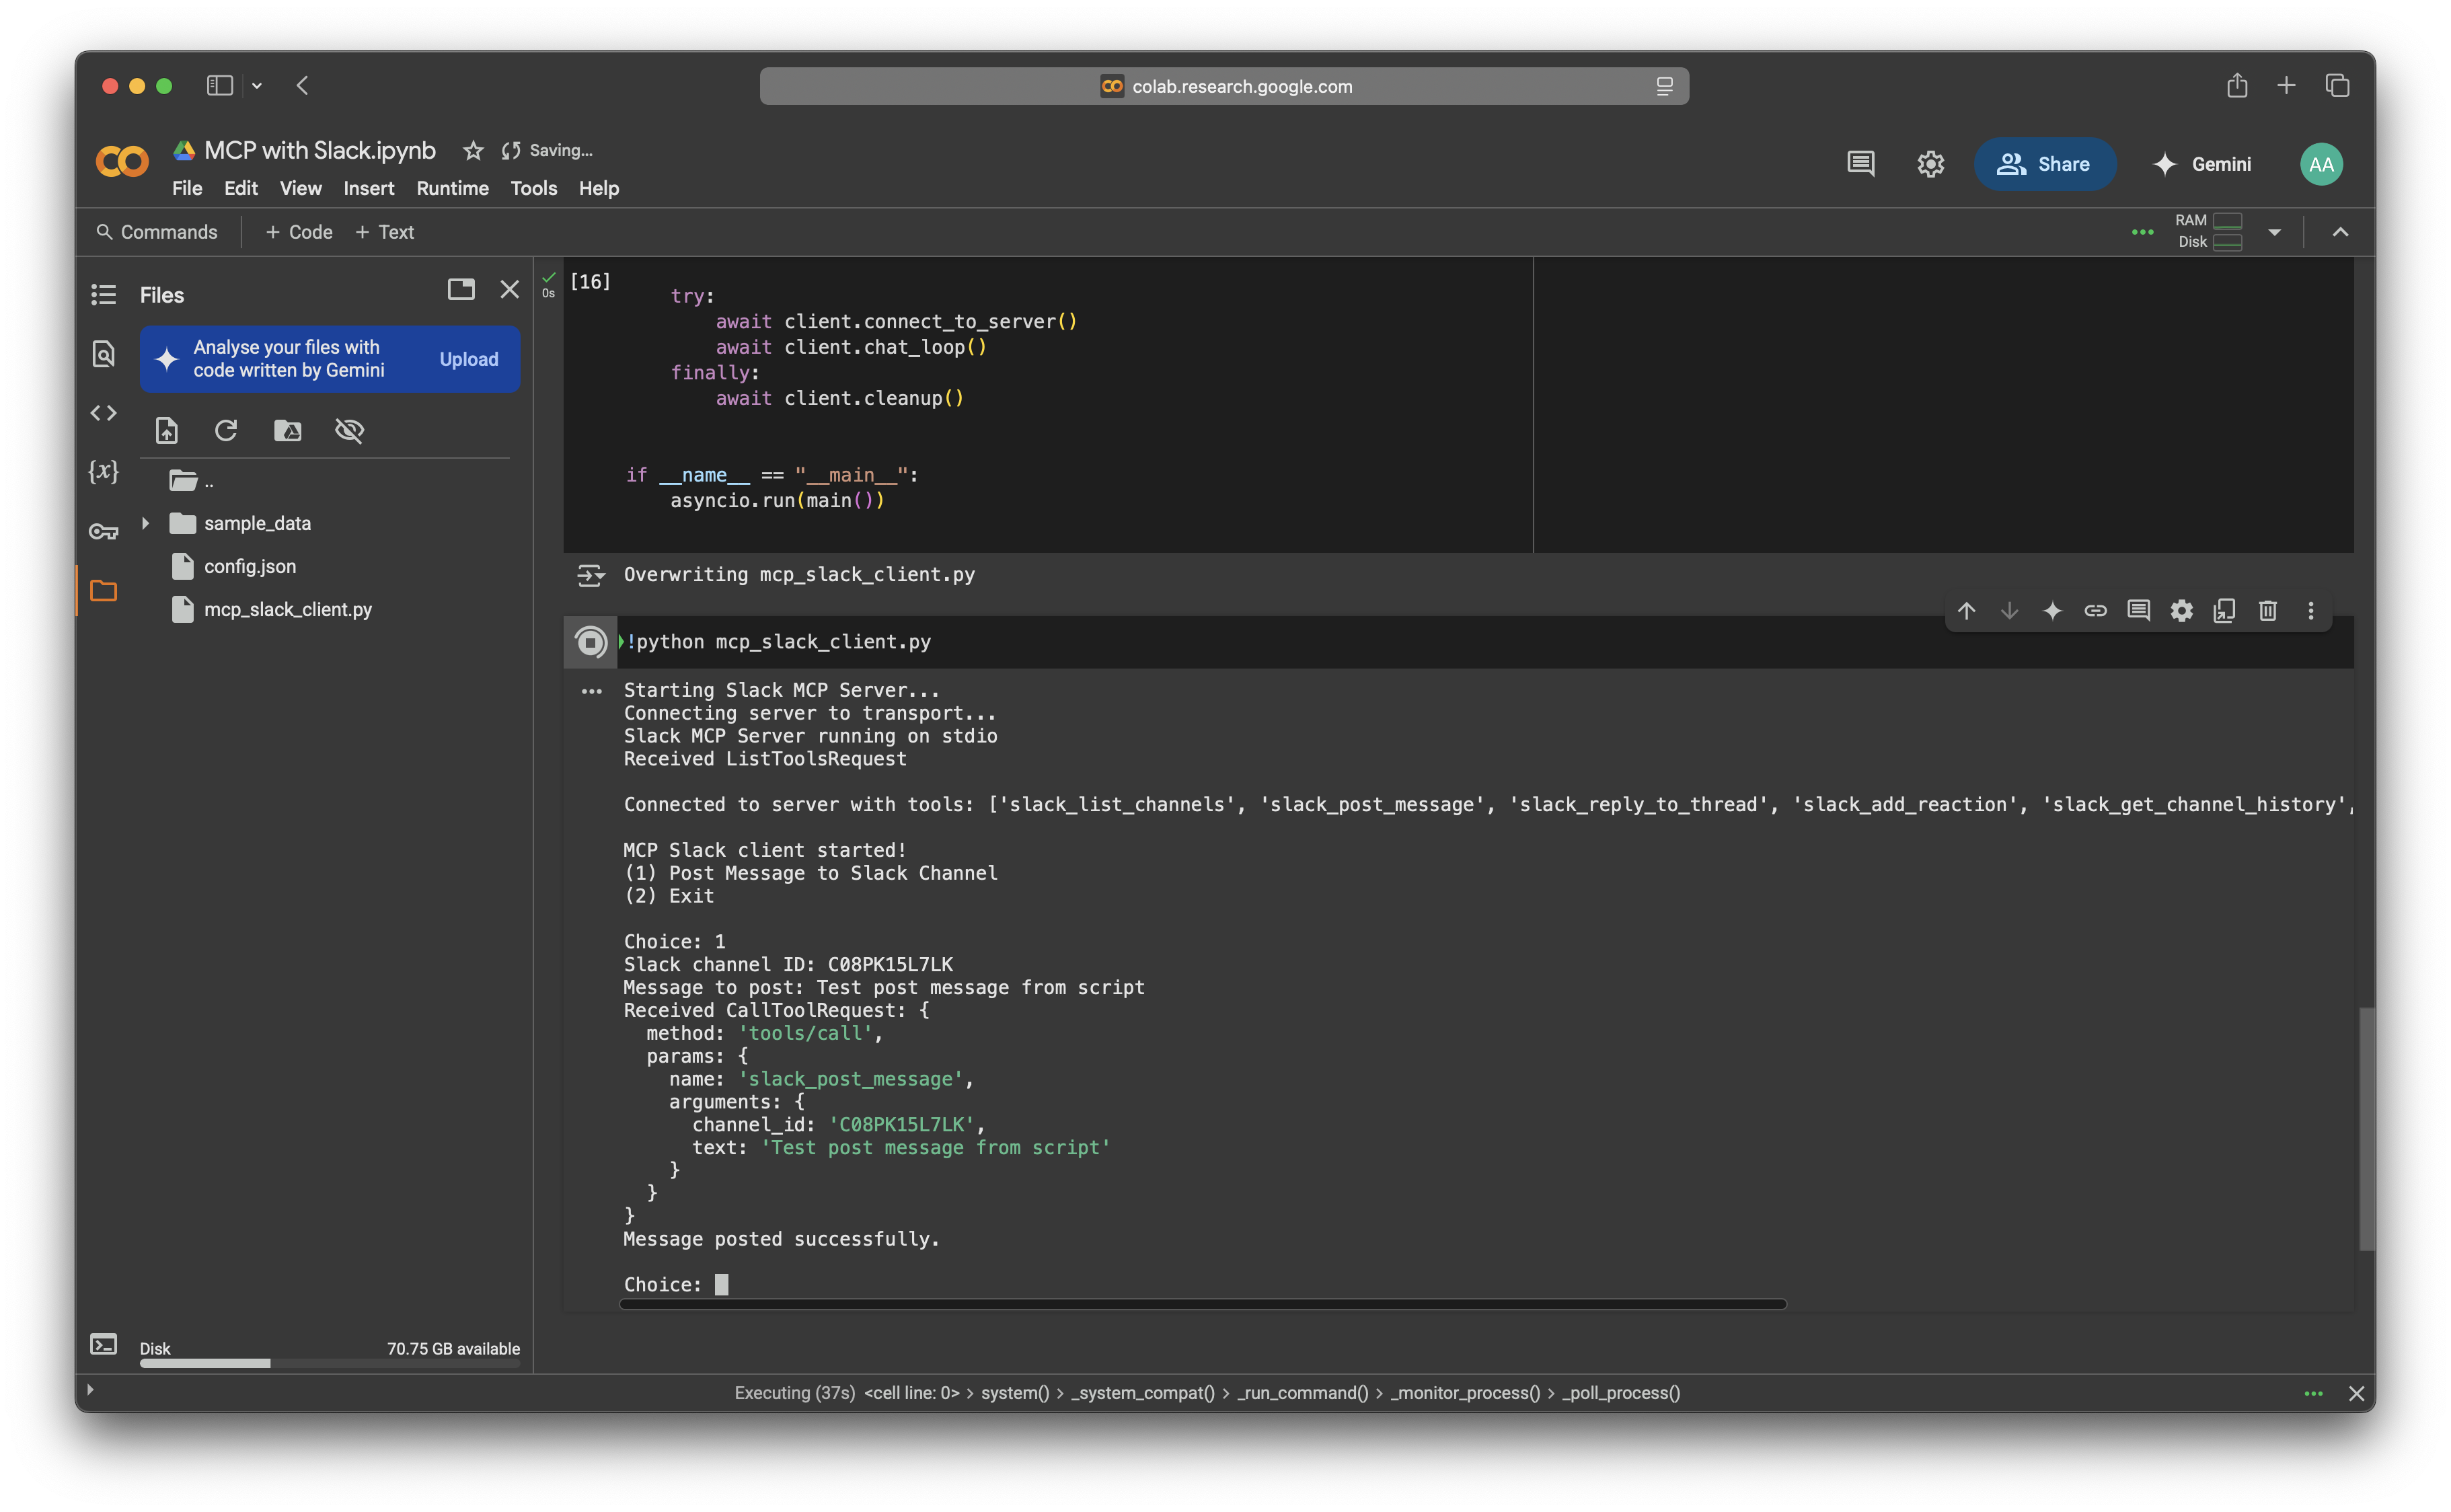 colab.research.google.com
MCP with Slack.ipynb
Saving...
File Edit View Insert Runtime Tools Help
Share
Gemini
AA
Commands
+ Code + Text
RAM
Disk
Files
Analyse your files with
code written by Gemini
Upload
..
sample_data
config.json
mcp_slack_client.py
Disk
70.75 GB available
0s
[16]
try:
await client.connect_to_server()
await client.chat_loop()
finally:
await client.cleanup()
if __name__ == "__main__":
asyncio.run(main())
Overwriting mcp_slack_client.py
!python mcp_slack_client.py
Starting Slack MCP Server...
Connecting server to transport...
Slack MCP Server running on stdio
Received ListToolsRequest
Connected to server with tools: ['slack_list_channels', 'slack_post_message', 'slack_reply_to_thread', 'slack_add_reaction', 'slack_get_channel_history',
MCP Slack client started!
(1) Post Message to Slack Channel
(2) Exit
Choice: 1
Slack channel ID: C08PK15L7LK
Message to post: Test post message from script
Received CallToolRequest: {
method: 'tools/call',
params: {
name: 'slack_post_message',
arguments: {
channel_id: 'C08PK15L7LK',
text: 'Test post message from script'
}
}
}
Message posted successfully.
Choice:
Executing (37s) <cell line: 0> > system() > _system_compat() > _run_command() > _monitor_process() > _poll_process()